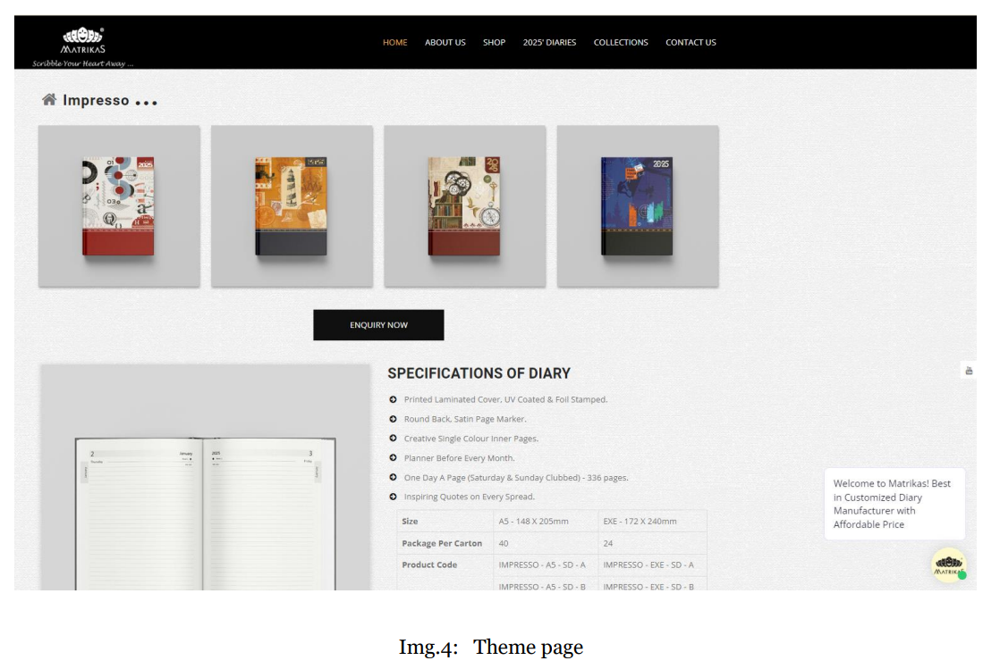 MATRIKAS
Scribble Your Heart Away ...
HOME ABOUT US SHOP 2025' DIARIES COLLECTIONS CONTACT US
Impresso ...
2025
2025
ENQUIRY NOW
SPECIFICATIONS OF DIARY
Printed Laminated Cover, UV Coated & Foil Stamped.
Round Back, Satin Page Marker.
Creative Single Colour Inner Pages.
Planner Before Every Month.
One Day A Page (Saturday & Sunday Clubbed) - 336 pages.
Inspiring Quotes on Every Spread.
2 January 2025 3
Thursday Friday
Size A5 - 148 X 205mm EXE - 172 X 240mm
Package Per Carton 40 24
Product Code IMPRESSO - A5 - SD - A IMPRESSO - EXE - SD - A
IMPRESSO - A5 - SD - B IMPRESSO - EXE - SD - B
Welcome to Matrikas! Best
in Customized Diary
Manufacturer with
Affordable Price
MATRIKAS
Img.4: Theme page